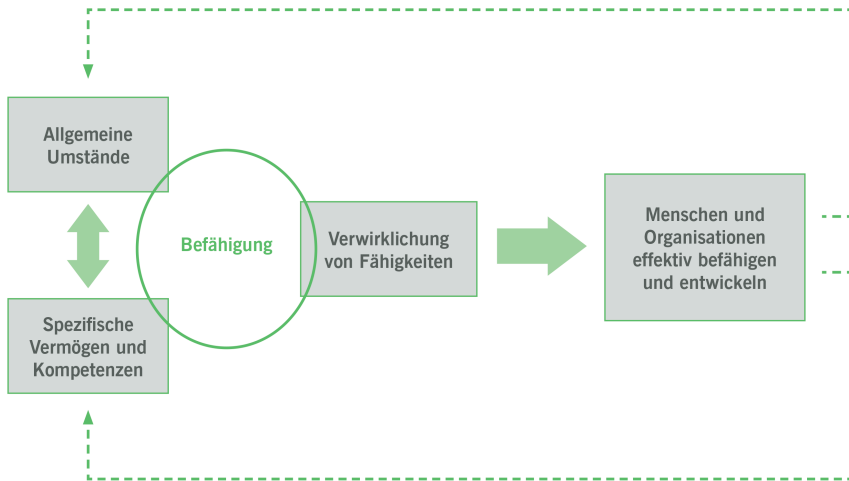 Allgemeine
Umstände
Befähigung
Verwirklichung
von Fähigkeiten
Menschen und
Organisationen
effektiv befähigen
und entwickeln
Spezifische
Vermögen und
Kompetenzen